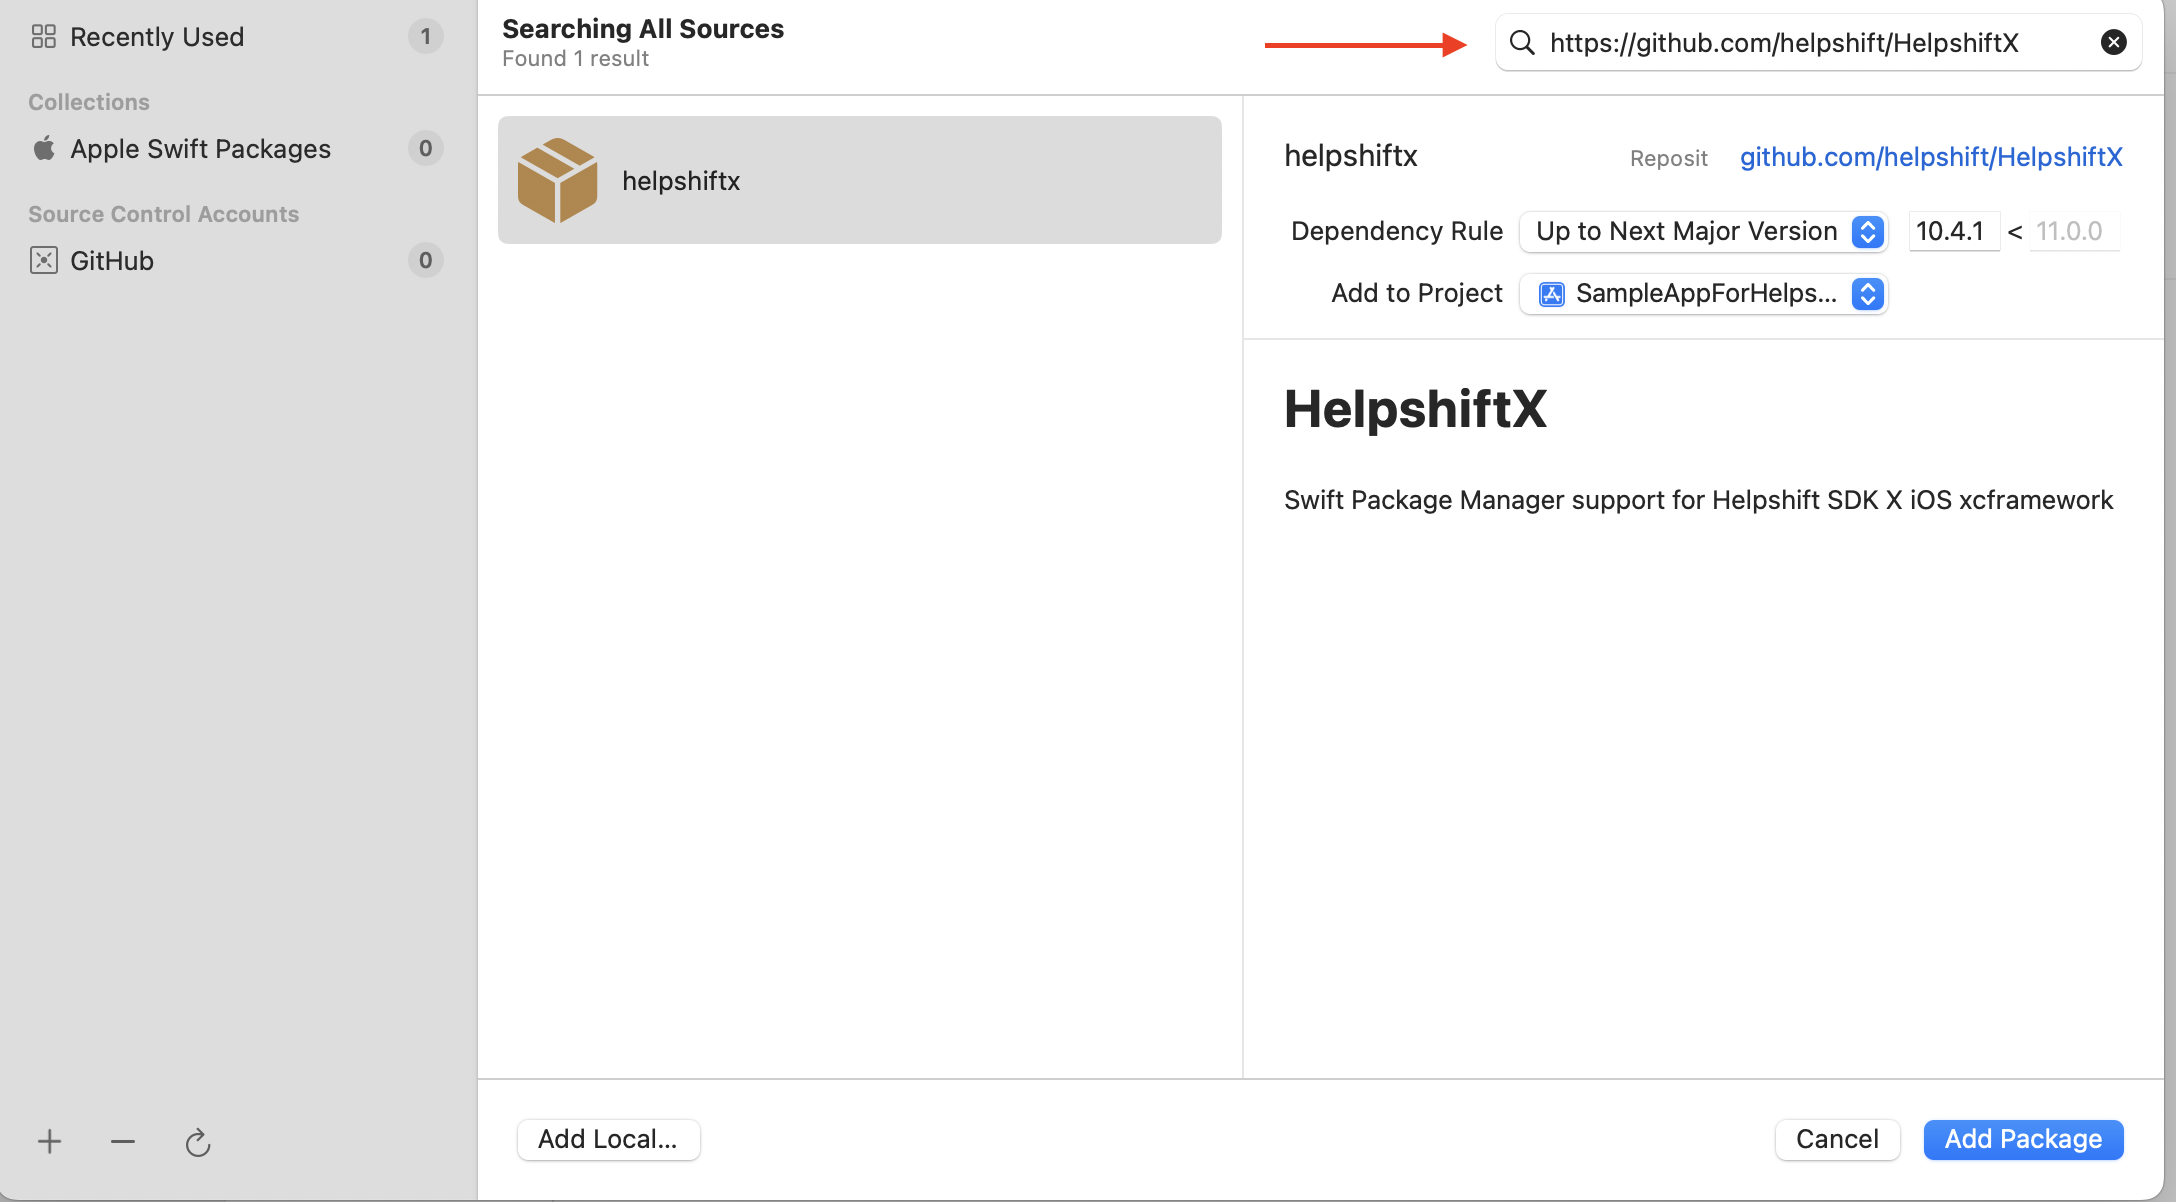 Recently Used
1
Collections
Apple Swift Packages
0
Source Control Accounts
GitHub
0
Searching All Sources
Found 1 result
https://github.com/helpshift/HelpshiftX
helpshiftx
helpshiftx
Reposit
github.com/helpshift/HelpshiftX
Dependency Rule
Up to Next Major Version
10.4.1 < 11.0.0
Add to Project
SampleAppForHelps...
HelpshiftX
Swift Package Manager support for Helpshift SDK X iOS xcframework
Add Local...
Cancel
Add Package